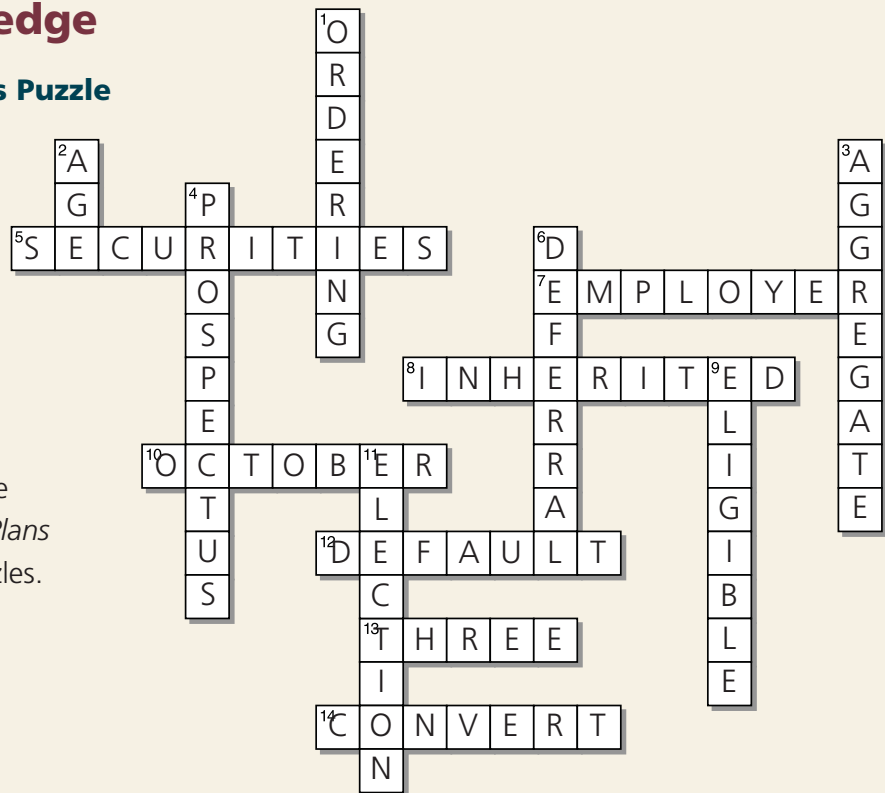 edge
s Puzzle
1 ORDERING
2 AGE
3 AGGREGATE
4 PROSPECTUS
5 SECURITIES
6 DEFERRAL
7 EMPLOYER
8 INHERITED
9 ELIGIBLE
10 OCTOBER
11 ELECTION
e
Plans
zles.
12 DEFAULT
13 THREE
14 CONVERT